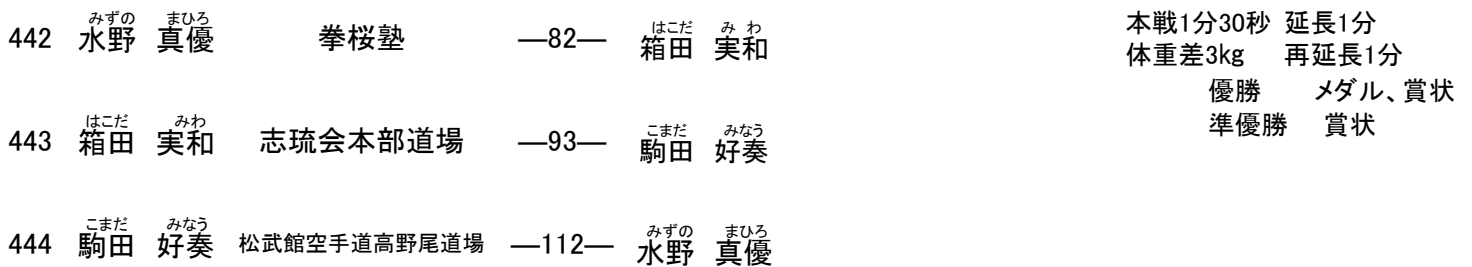 みずの まひろ はこだ みわ
442 水野 真優 拳桜塾 ―82― 箱田 実和
本戦1分30秒 延長1分
体重差3kg 再延長1分
優勝 メダル、賞状
準優勝 賞状
はこだ みわ こまだ みなう
443 箱田 実和 志琉会本部道場 ―93― 駒田 好奏
こまだ みなう みずの まひろ
444 駒田 好奏 松武館空手道高野尾道場 ―112― 水野 真優